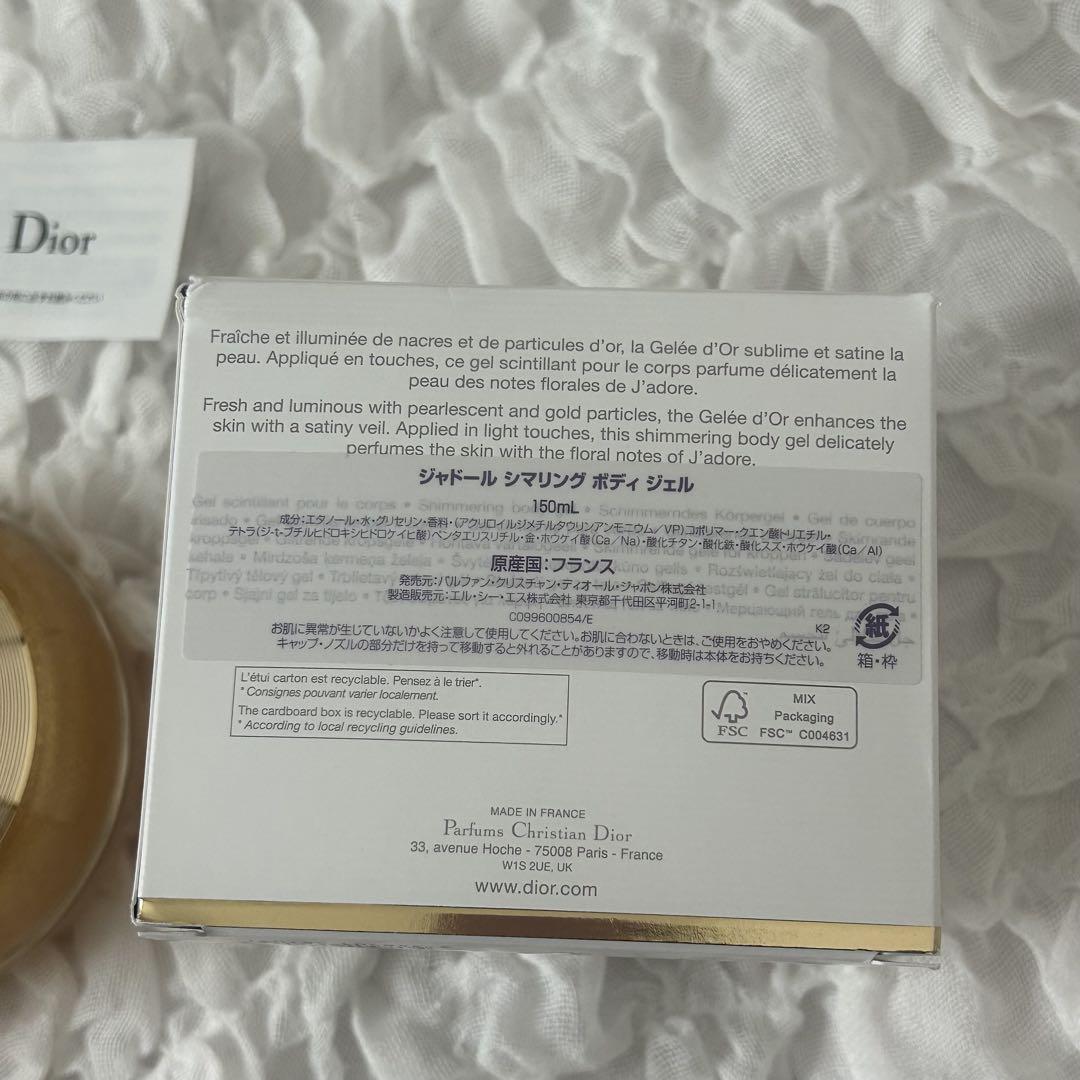 Dior
Fraîche et illuminée de nacres et de particules d'or, la Gelée d'Or sublime et satine la
peau. Appliqué en touches, ce gel scintillant pour le corps parfume délicatement la
peau des notes florales de J'adore.
Fresh and luminous with pearlescent and gold particles, the Gelée d'Or enhances the
skin with a satiny veil. Applied in light touches, this shimmering body gel delicately
perfumes the skin with the floral notes of J'adore.
ジャドール シマリング ボディ ジェル
150mL
成分:エタノール・水・グリセリン・香料・(アクリロイルジメチルタウリンアンモニウム/VP)コポリマー・クエン酸トリエチル・
テトラ(ジ-t-ブチルヒドロキシヒドロケイヒ酸)ペンタエリスリチル・金・ホウケイ酸(Ca/Na)・酸化チタン・酸化鉄・酸化スズ・ホウケイ酸(Ca/Al)
原産国:フランス
発売元:パルファン・クリスチャン・ディオール・ジャポン株式会社
製造販売元:エル・シー・エス株式会社 東京都千代田区平河町2-1-1
C099600854/E
K2
お肌に異常が生じていないかよく注意して使用してください。お肌に合わないときは、ご使用をおやめください。
キャップ・ノズルの部分だけを持って移動すると外れることがありますので、移動時は本体をお持ちください。
紙
箱・枠
L'étui carton est recyclable. Pensez à le trier*.
* Consignes pouvant varier localement.
The cardboard box is recyclable. Please sort it accordingly.*
* According to local recycling guidelines.
FSC
MIX
Packaging
FSC™ C004631
MADE IN FRANCE
Parfums Christian Dior
33, avenue Hoche - 75008 Paris - France
W1S 2UE, UK
www.dior.com